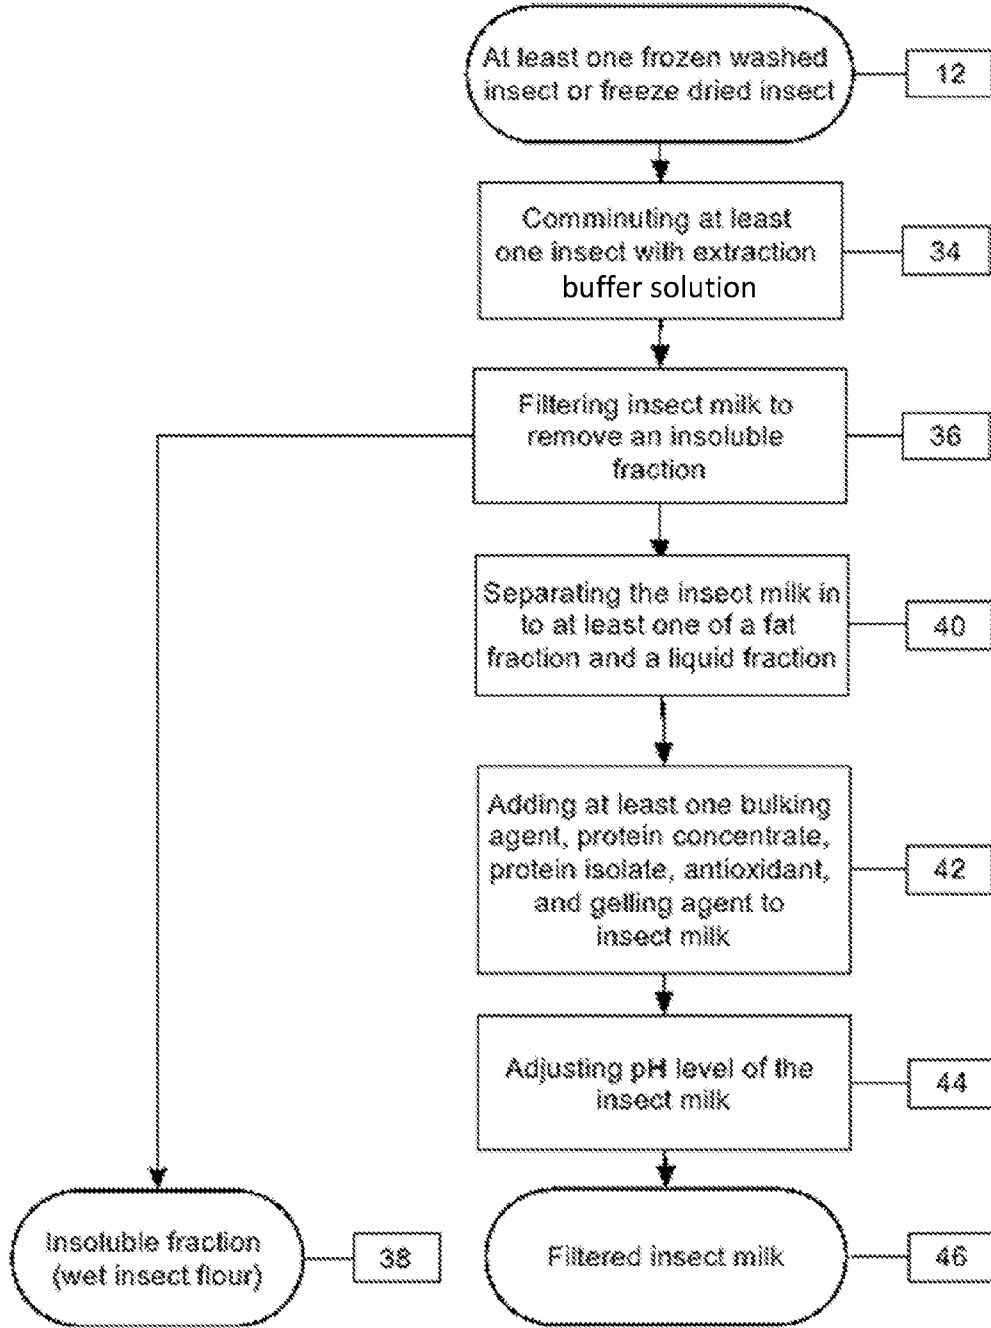 At least one frozen washed
insect or freeze dried insect
12
Comminuting at least
one insect with extraction
buffer solution
34
Filtering insect milk to
remove an insoluble
fraction
36
Separating the insect milk in
to at least one of a fat
fraction and a liquid fraction
40
Adding at least one bulking
agent, protein concentrate,
protein isolate, antioxidant,
and gelling agent to
insect milk
42
Adjusting pH level of the
insect milk
44
Insoluble fraction
(wet insect flour)
38
Filtered insect milk
46